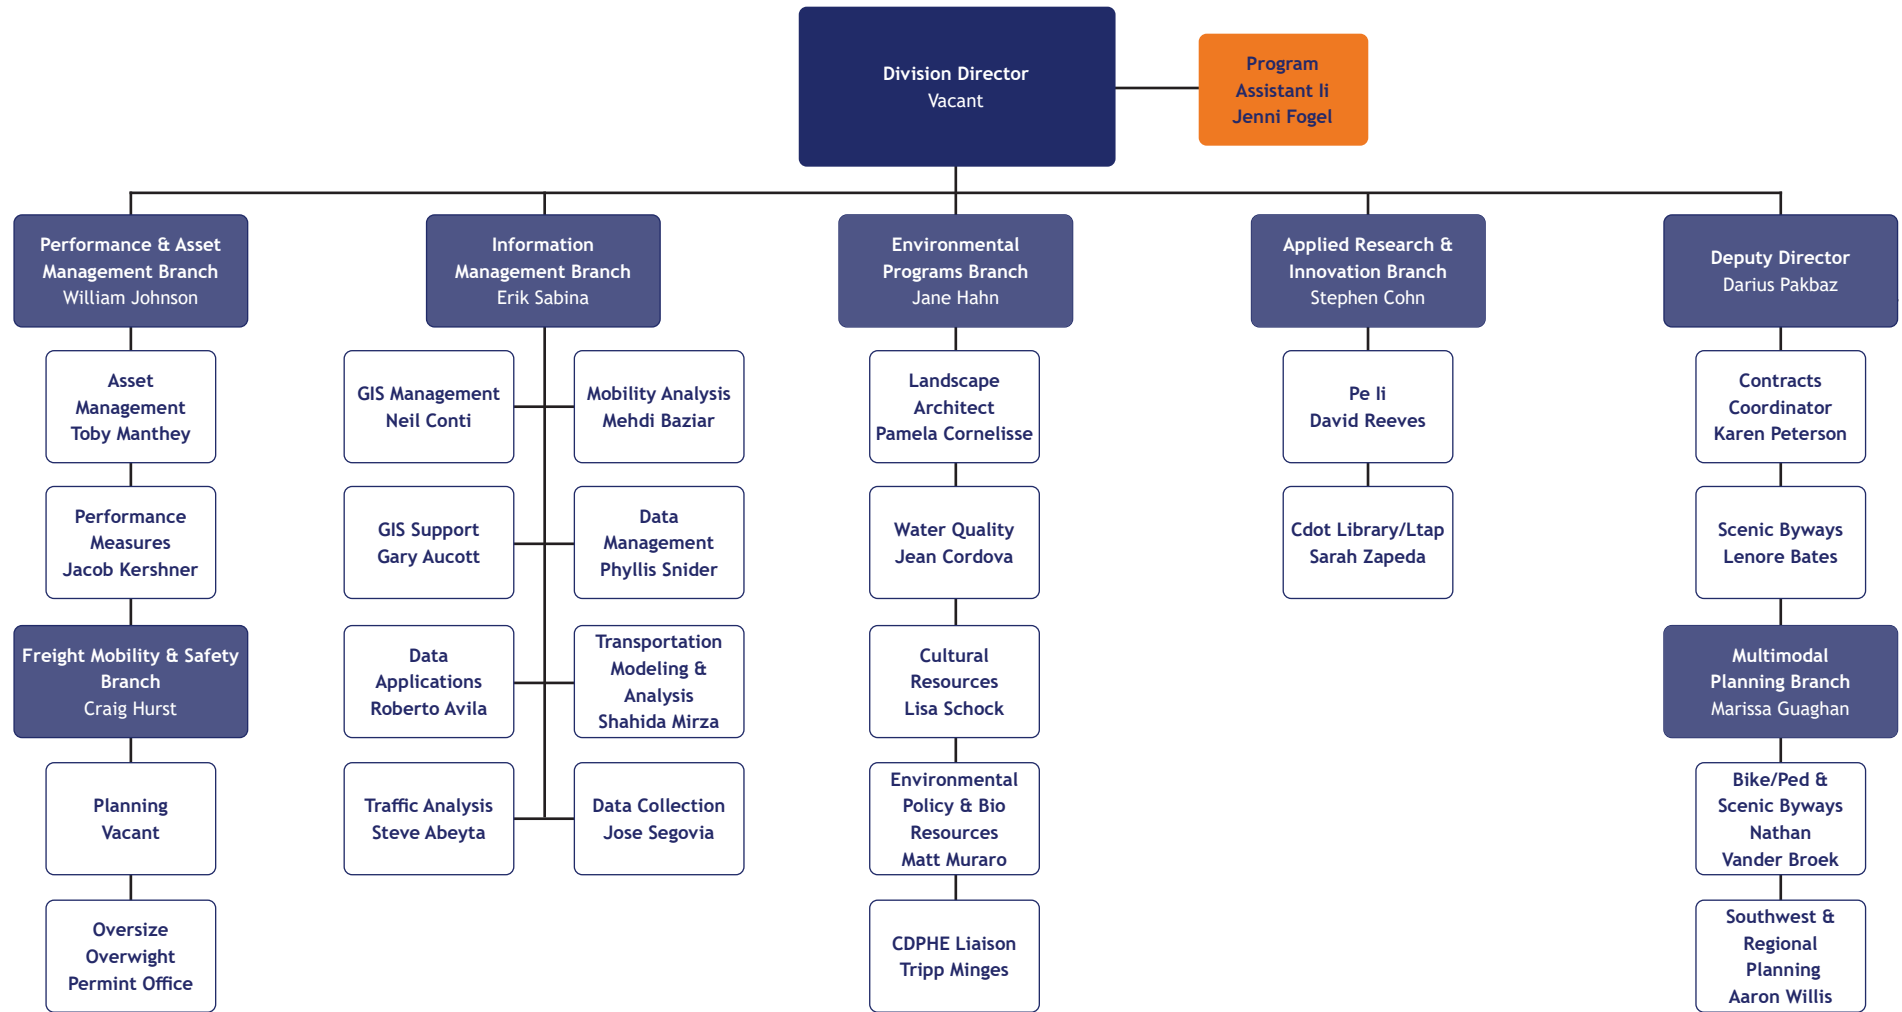 Division Director
Vacant
Program
Assistant Ii
Jenni Fogel
Performance & Asset
Management Branch
William Johnson
Information
Management Branch
Erik Sabina
Environmental
Programs Branch
Jane Hahn
Applied Research &
Innovation Branch
Stephen Cohn
Deputy Director
Darius Pakbaz
Asset
Management
Toby Manthey
GIS Management
Neil Conti
Mobility Analysis
Mehdi Baziar
Landscape
Architect
Pamela Cornelisse
Pe Ii
David Reeves
Contracts
Coordinator
Karen Peterson
Performance
Measures
Jacob Kershner
GIS Support
Gary Aucott
Data
Management
Phyllis Snider
Water Quality
Jean Cordova
Cdot Library/Ltap
Sarah Zapeda
Scenic Byways
Lenore Bates
Freight Mobility & Safety
Branch
Craig Hurst
Data
Applications
Roberto Avila
Transportation
Modeling &
Analysis
Shahida Mirza
Cultural
Resources
Lisa Schock
Multimodal
Planning Branch
Marissa Guaghan
Planning
Vacant
Traffic Analysis
Steve Abeyta
Data Collection
Jose Segovia
Environmental
Policy & Bio
Resources
Matt Muraro
Bike/Ped &
Scenic Byways
Nathan
Vander Broek
Oversize
Overwight
Permint Office
CDPHE Liaison
Tripp Minges
Southwest &
Regional
Planning
Aaron Willis